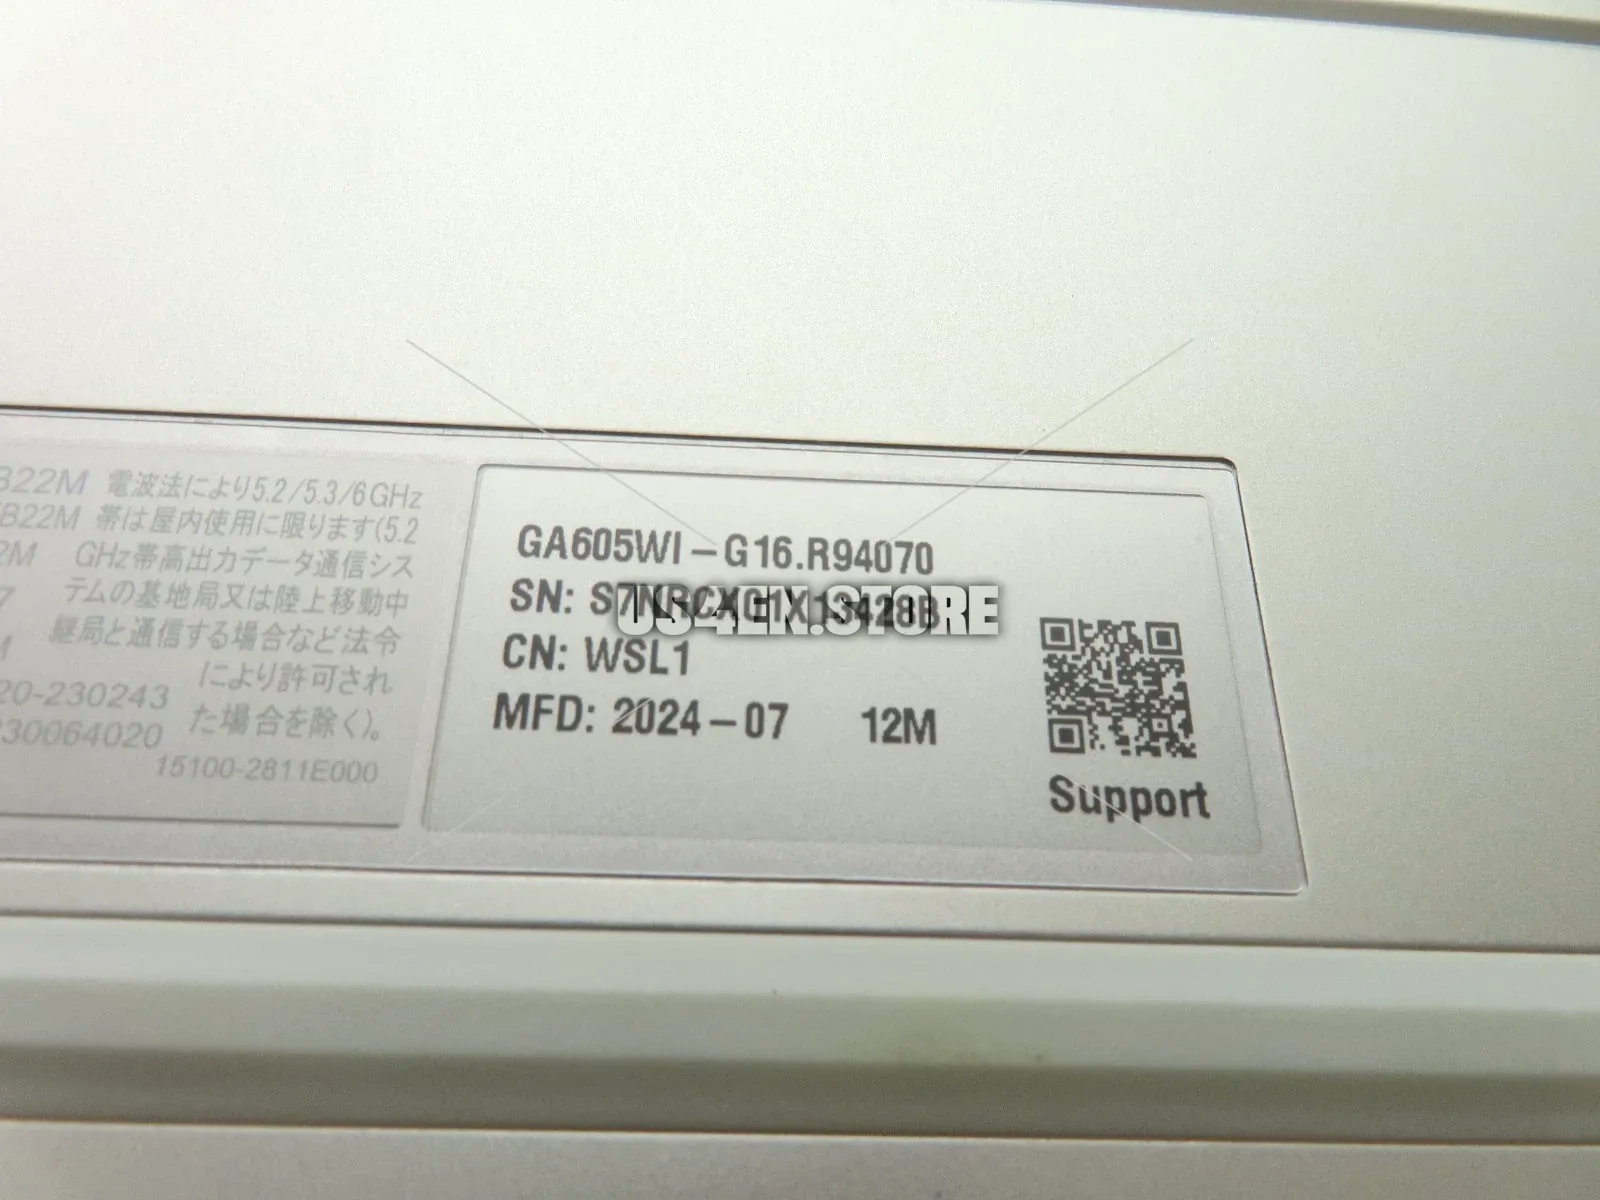 B22M 電波法により5.2/5.3/6GHz
B22M 帯は屋内使用に限ります(5.2
2M GHz帯高出力データ通信シス
7 テムの基地局又は陸上移動中
継局と通信する場合など法令
により許可され
20-230243 た場合を除く)。
230064020
15100-2811E000
GA605WI-G16.R94070
SN:
US4EN.STORE
CN: WSL1
MFD: 2024-07 12M
Support